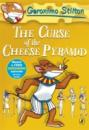 Geronimo Stilton
THE CURSE OF THE
CHEESE PYRAMID